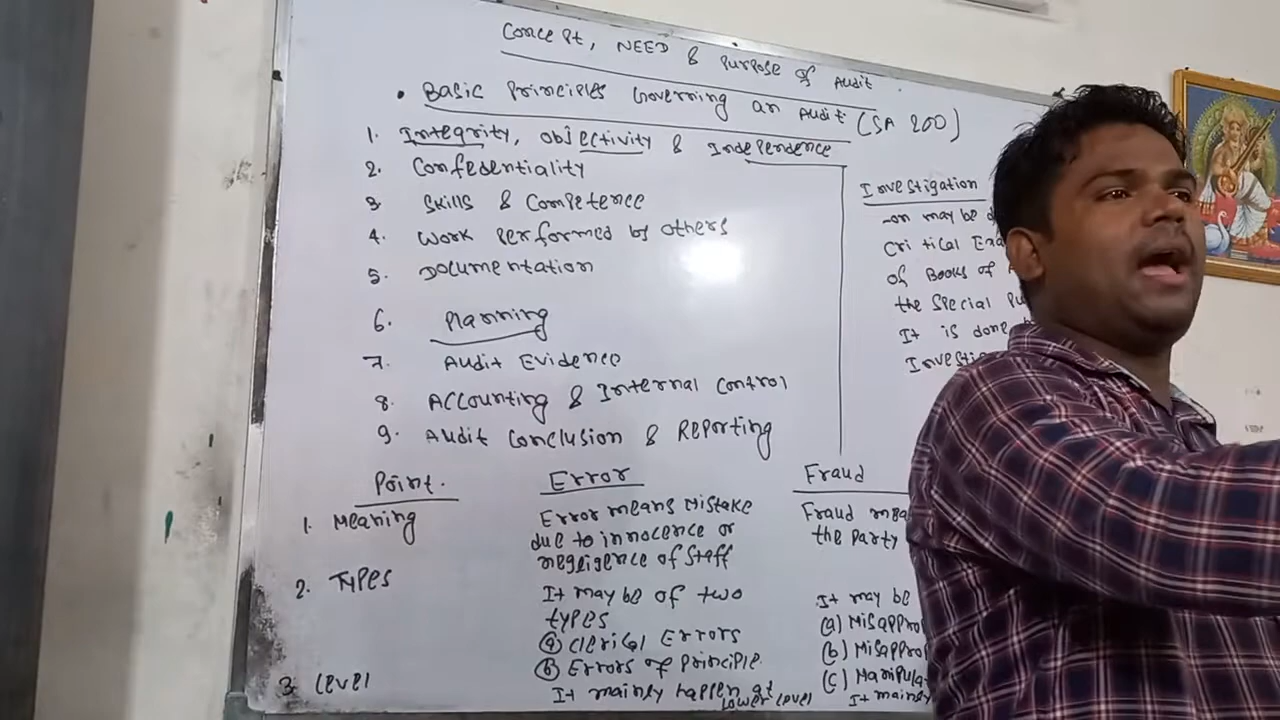 Concept, NEED & Purpose of Audit
• Basic Principles Governing an Audit (SA 200)
1. Integrity, Objectivity & Independence
2. Confedentiality
3 Skills & Competence
4. Work Performed by others
5. Documentation
6. Planning
7. Audit Evidence
8. Accounting & Internal Control
9. Audit Conclusion & Reporting
Investigation
may be
Critical
of Books of
the Special
It is done
Point. Error Fraud
1. Meaning
Error means Mistake
due to innocence or
negligence of Staff
Fraud
the Party
2. Types
It may be of two
types
(a) Clerical Errors
(b) Errors of Principle.
It may be
(a)
(b)
(c)
3. Level
It mainly happen at
lower level
It mainly